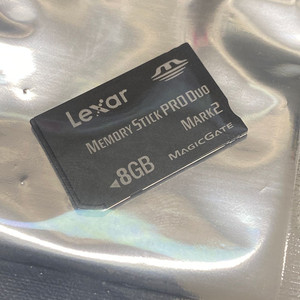 Lexar
MEMORY STICK PRO DUO
MARK2
8GB
MAGICGATE